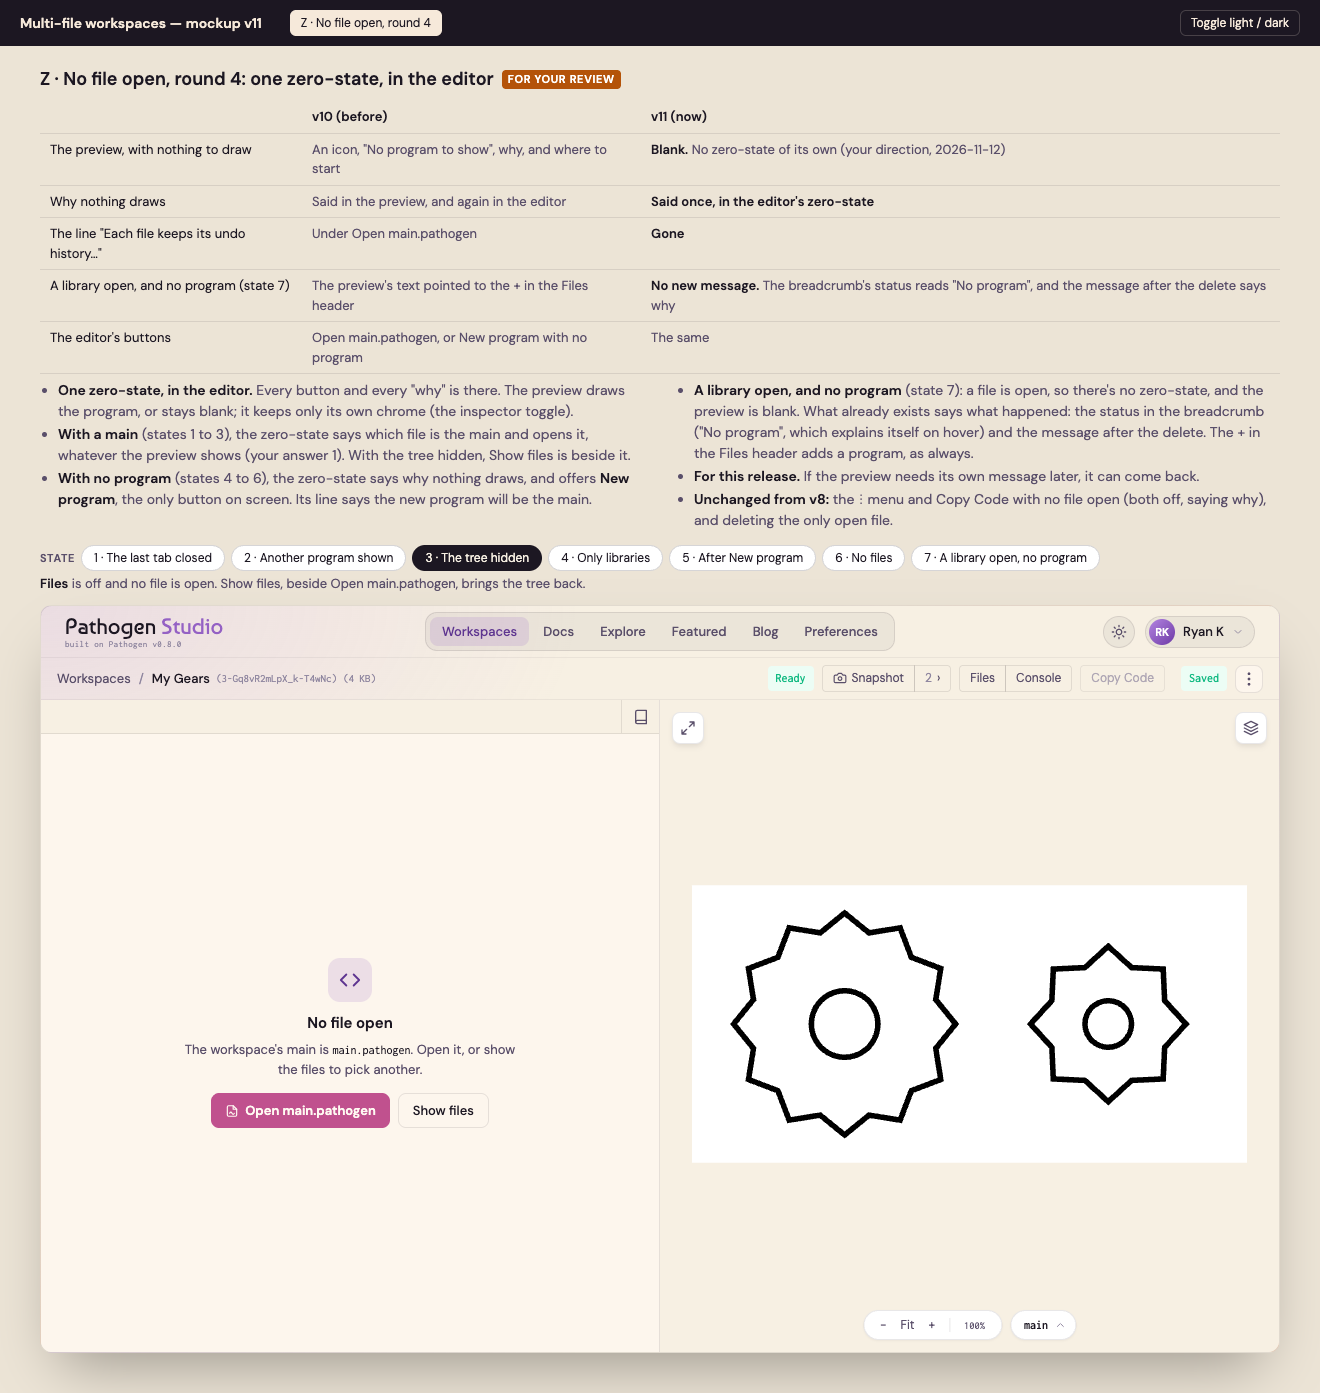 Multi-file workspaces — mockup v11
Z · No file open, round 4
Toggle light / dark
Z · No file open, round 4: one zero-state, in the editor
FOR YOUR REVIEW
v10 (before)
v11 (now)
The preview, with nothing to draw
An icon, "No program to show", why, and where to
start
Blank. No zero-state of its own (your direction, 2026-11-12)
Why nothing draws
Said in the preview, and again in the editor
Said once, in the editor's zero-state
The line "Each file keeps its undo
history…"
Under Open main.pathogen
Gone
A library open, and no program (state 7)
The preview's text pointed to the + in the Files
header
No new message. The breadcrumb's status reads "No program", and the message after the delete says
why
The editor's buttons
Open main.pathogen, or New program with no
program
The same
• One zero-state, in the editor. Every button and every "why" is there. The preview draws
the program, or stays blank; it keeps only its own chrome (the inspector toggle).
• With a main (states 1 to 3), the zero-state says which file is the main and opens it,
whatever the preview shows (your answer 1). With the tree hidden, Show files is beside it.
• With no program (states 4 to 6), the zero-state says why nothing draws, and offers New
program, the only button on screen. Its line says the new program will be the main.
• A library open, and no program (state 7): a file is open, so there's no zero-state, and the
preview is blank. What already exists says what happened: the status in the breadcrumb
("No program", which explains itself on hover) and the message after the delete. The + in
the Files header adds a program, as always.
• For this release. If the preview needs its own message later, it can come back.
• Unchanged from v8: the ⋮ menu and Copy Code with no file open (both off, saying why),
and deleting the only open file.
STATE
1 · The last tab closed
2 · Another program shown
3 · The tree hidden
4 · Only libraries
5 · After New program
6 · No files
7 · A library open, no program
Files is off and no file is open. Show files, beside Open main.pathogen, brings the tree back.
Pathogen Studio
built on Pathogen v0.8.0
Workspaces
Docs
Explore
Featured
Blog
Preferences
RK
Ryan K
Workspaces / My Gears (3-Gq8vR2mLpX_k-T4wNc) (4 KB)
Ready
Snapshot
2 ›
Files
Console
Copy Code
Saved
No file open
The workspace's main is main.pathogen. Open it, or show
the files to pick another.
Open main.pathogen
Show files
− Fit + 100%
main